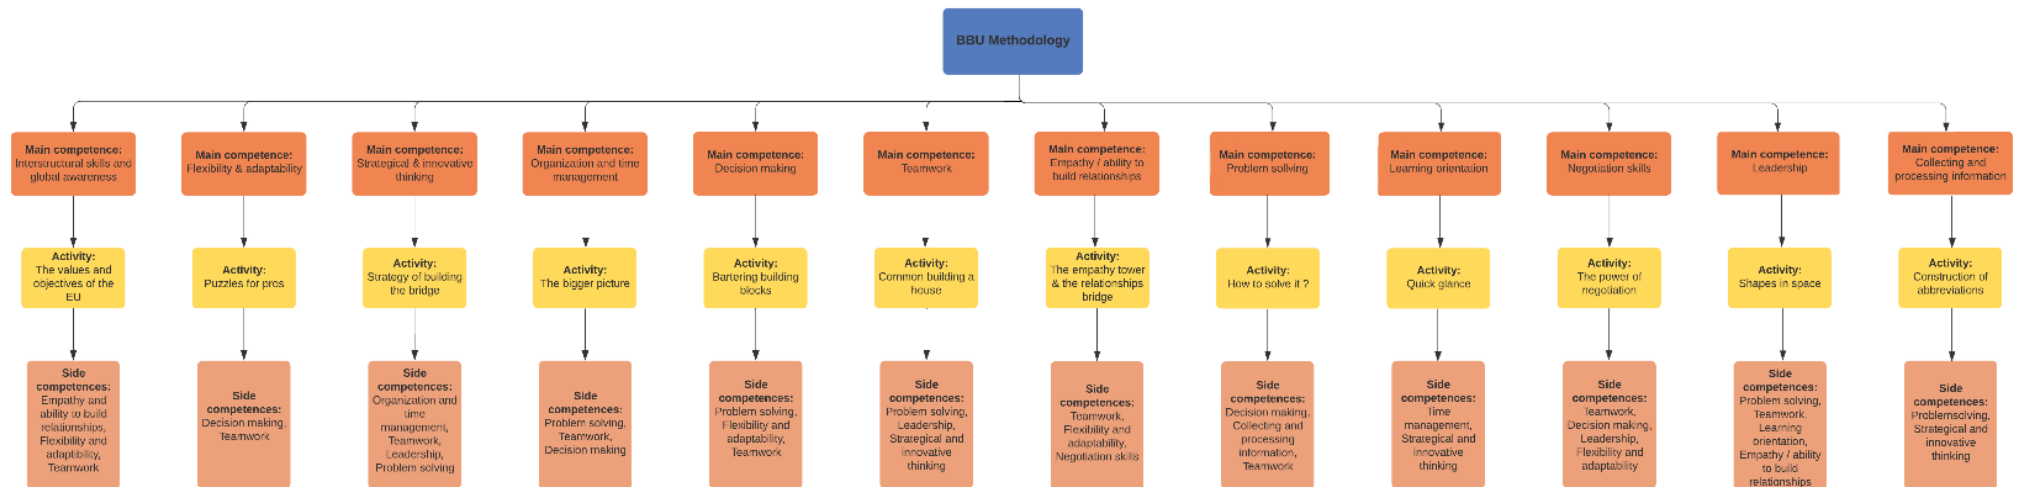 BBU Methodology
Main competence:
Interstructural skills and
global awareness
Main competence:
Flexibility & adaptability
Main competence:
Strategical & innovative
thinking
Main competence:
Organization and time
management
Main competence:
Decision making
Main competence:
Teamwork
Main competence:
Empathy / ability to
build relationships
Main competence:
Problem sollving
Main competence:
Learning orientation
Main competence:
Negotiation skills
Main competence:
Leadership
Main competence:
Collecting and
processing information
Activity:
The values and
objectives of the
EU
Activity:
Puzzles for pros
Activity:
Strategy of building
the bridge
Activity:
The bigger picture
Activity:
Bartering building
blocks
Activity:
Common building a
house
Activity:
The empathy tower
& the relationships
bridge
Activity:
How to solve it ?
Activity:
Quick glance
Activity:
The power of
negotiation
Activity:
Shapes in space
Activity:
Construction of
abbreviations
Side
competences:
Empathy and
ability to build
relationships,
Flexibility and
adaptibility,
Teamwork
Side
competences:
Decision making,
Teamwork
Side
competences:
Organization and
time
management,
Teamwork,
Leadership,
Problem solving
Side
competences:
Problem solving,
Teamwork,
Decision making
Side
competences:
Problem solving,
Flexibility and
adaptability,
Teamwork
Side
competences:
Problem solving,
Leadership,
Strategical and
innovative
thinking
Side
competences:
Teamwork,
Flexibility and
adaptability,
Negotiation skills
Side
competences:
Decision making,
Collecting and
processing
information,
Teamwork
Side
competences:
Time
management,
Strategical and
innovative
thinking
Side
competences:
Teamwork,
Decision making,
Leadership,
Flexibility and
adaptability
Side
competences:
Problem solving,
Teamwork,
Learning
orientation,
Empathy / ability
to build
relationships
Side
competences:
Problemsolving,
Strategical and
innovative
thinking